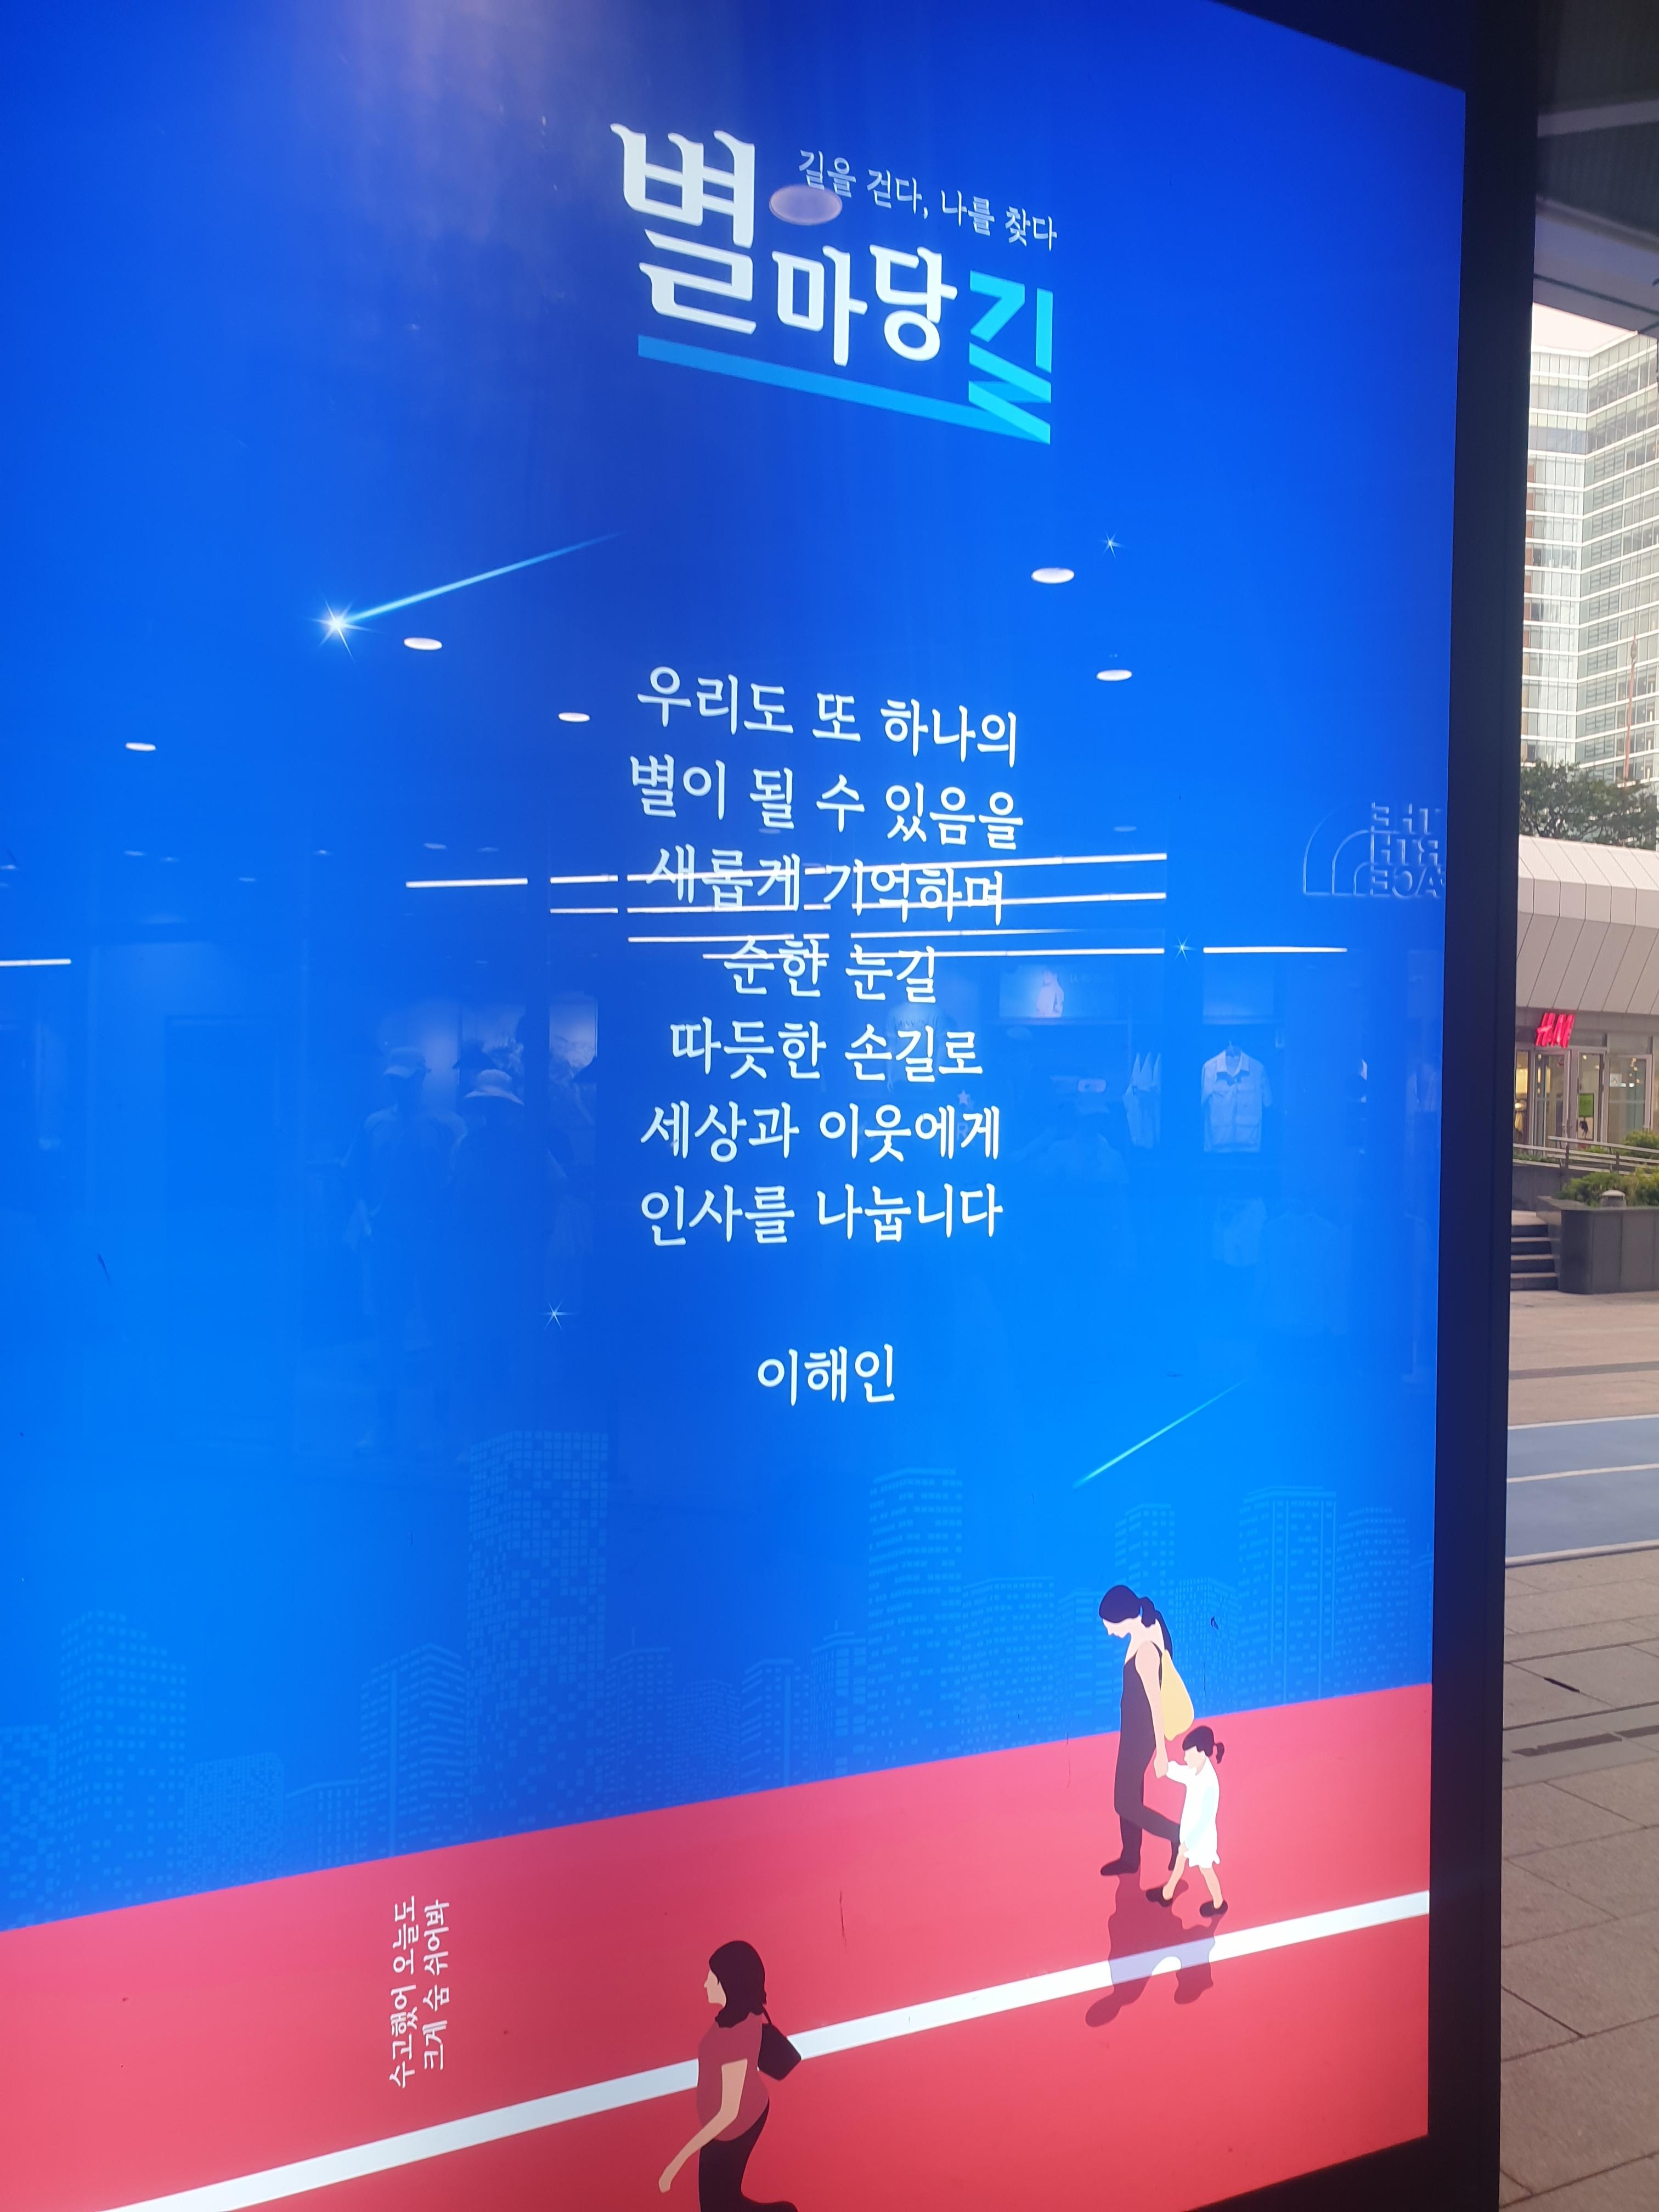 길을 걷다, 나를 찾다
별마당길
우리도 또 하나의
별이 될 수 있음을
새롭게 기억하며
순한 눈길
따듯한 손길로
세상과 이웃에게
인사를 나눕니다
이해인
수고했어 오늘도
크게 숨 쉬어봐
THE
H&M